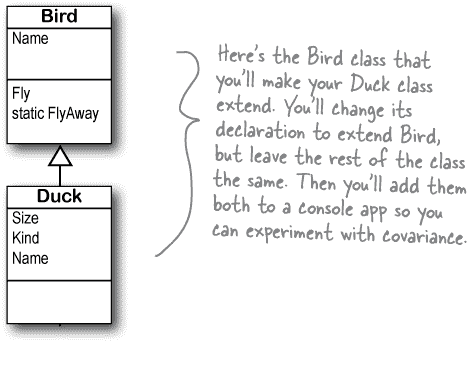 Bird
Name
Fly
static FlyAway
Duck
Size
Kind
Name
Here's the Bird class that
you'll make your Duck class
extend. You'll change its
declaration to extend Bird,
but leave the rest of the class
the same. Then you'll add them
both to a console app so you
can experiment with covariance.